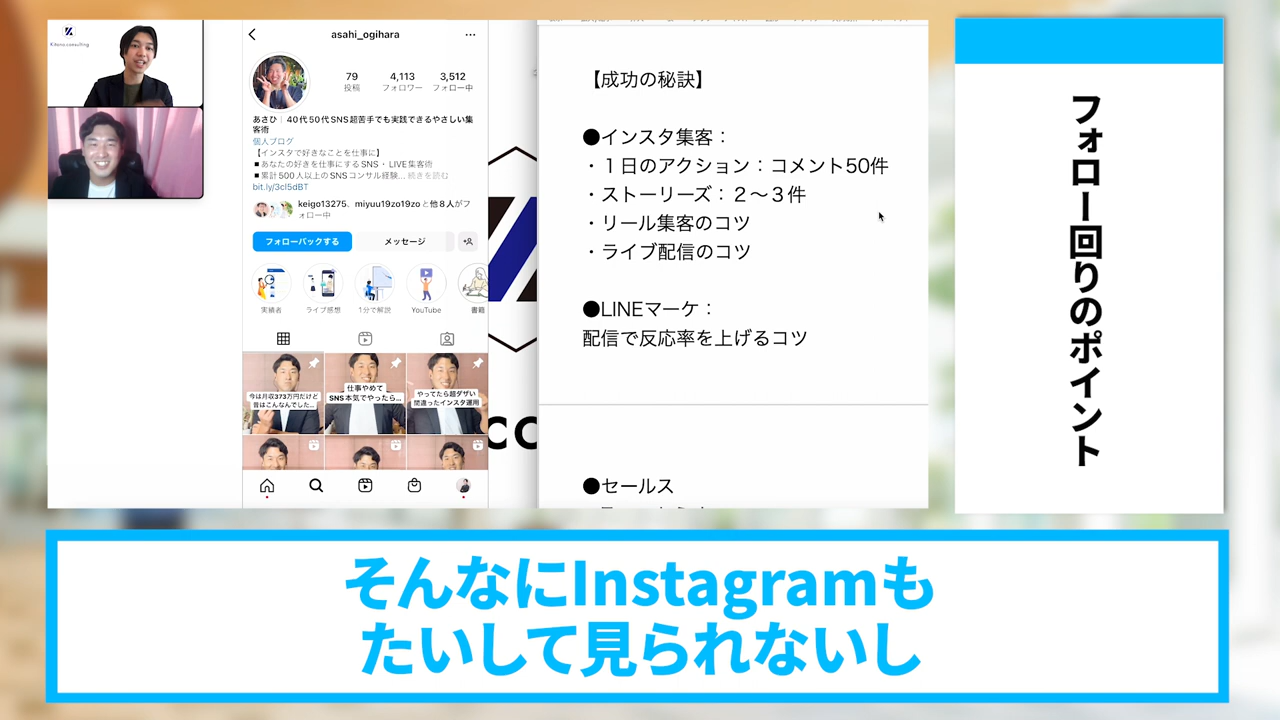 Kitano consulting
asahi_ogihara
79
投稿
4,113
フォロワー
3,512
フォロー中
あさひ｜40代50代SNS超苦手でも実践できるやさしい集
客術
個人ブログ
【インスタで好きなことを仕事に】
■あなたの好きを仕事にするSNS・LIVE集客術
■累計500人以上のSNSコンサル経験... 続きを読む
bit.ly/3cl5dBT
keigo13275、miyuu19zo19zo と他8人がフ
ォロー中
フォローバックする
メッセージ
実績者
ライブ感想
1分で解説
YouTube
書籍
今は月収373万円だけど
昔はこんなんでした...
仕事やめて
SNS本気でやったら...
やってたら超ダザい
間違ったインスタ運用
【成功の秘訣】
●インスタ集客：
・１日のアクション：コメント50件
・ストーリーズ：２〜３件
・リール集客のコツ
・ライブ配信のコツ
●LINEマーケ：
配信で反応率を上げるコツ
●セールス
フォロー回りのポイント
そんなにInstagramも
たいして見られないし